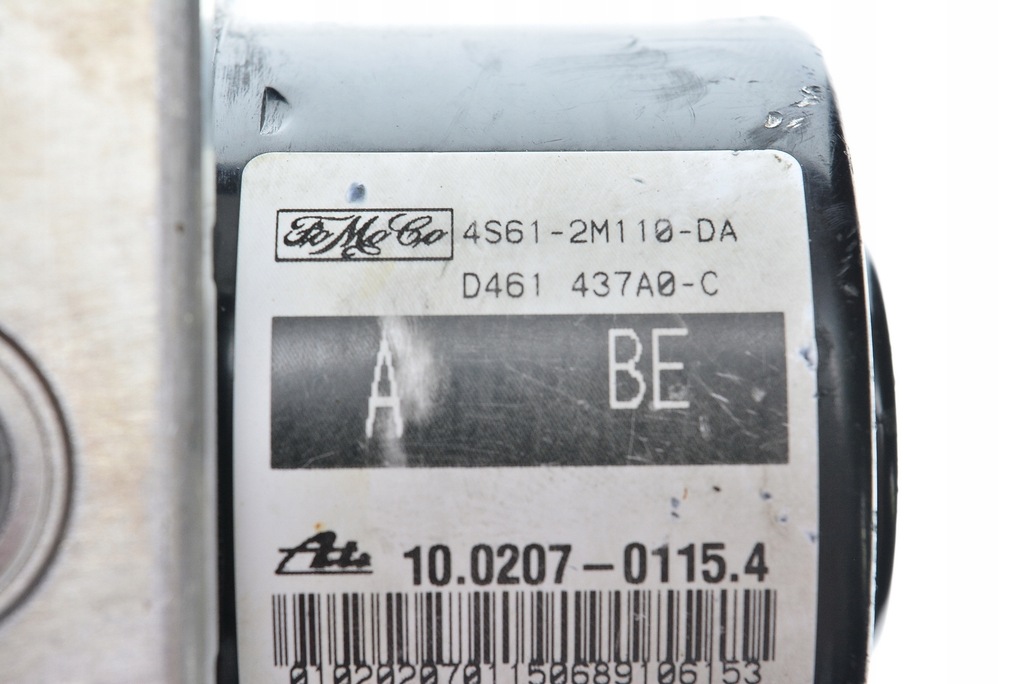 FoMoCo 4S61-2M110-DA
D461 437A0-C
A BE
Ate 10.0207-0115.4
0102020701150689106153